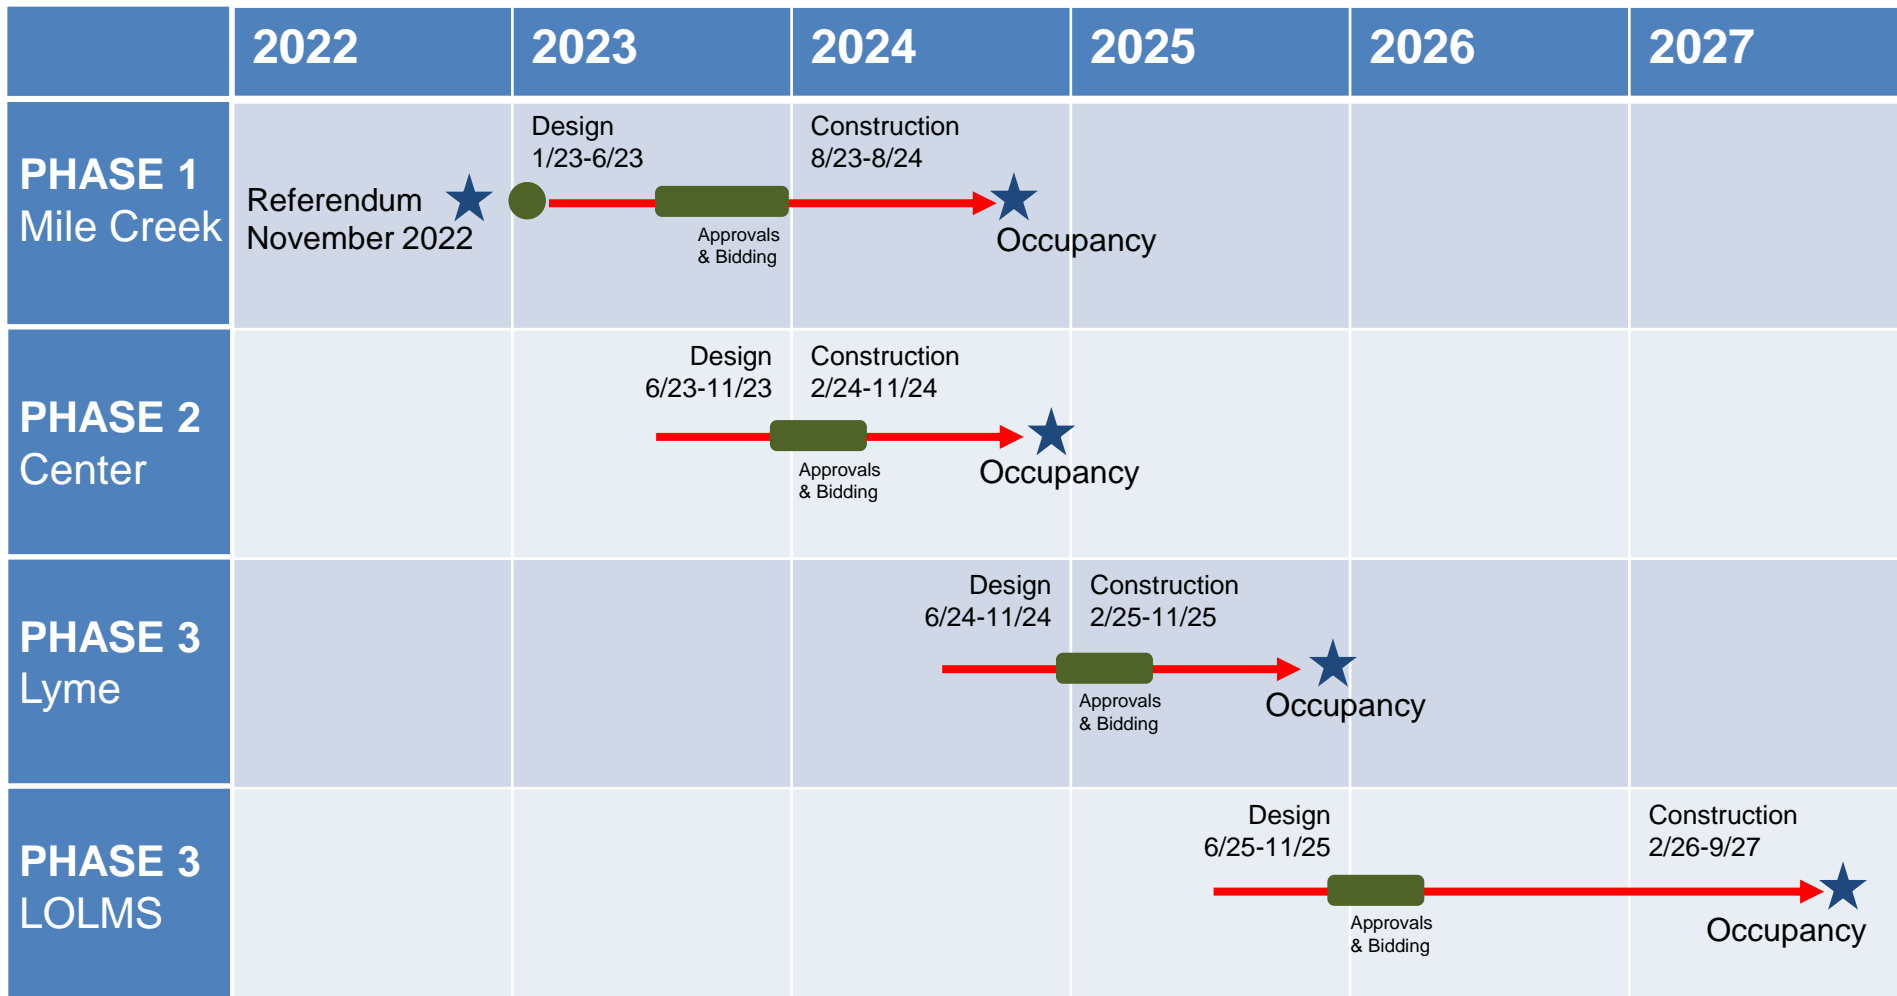 2022
2023
2024
2025
2026
2027
PHASE 1
Mile Creek
Referendum
November 2022
Design
1/23-6/23
Approvals
& Bidding
Construction
8/23-8/24
Occupancy
PHASE 2
Center
Design
6/23-11/23
Approvals
& Bidding
Construction
2/24-11/24
Occupancy
PHASE 3
Lyme
Design
6/24-11/24
Approvals
& Bidding
Construction
2/25-11/25
Occupancy
PHASE 3
LOLMS
Design
6/25-11/25
Approvals
& Bidding
Construction
2/26-9/27
Occupancy